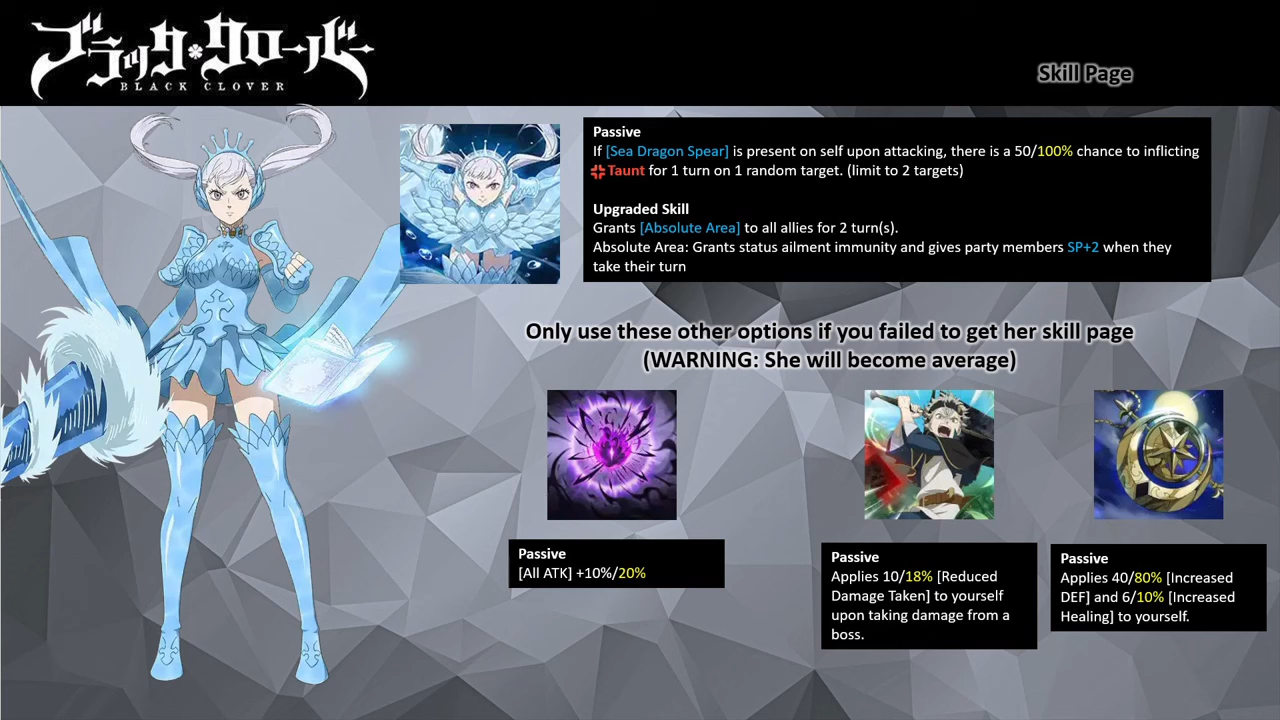 ブラック・クローバー
BLACK CLOVER
Skill Page
Passive
If [Sea Dragon Spear] is present on self upon attacking, there is a 50/100% chance to inflicting
Taunt for 1 turn on 1 random target. (limit to 2 targets)
Upgraded Skill
Grants [Absolute Area] to all allies for 2 turn(s).
Absolute Area: Grants status ailment immunity and gives party members SP+2 when they
take their turn
Only use these other options if you failed to get her skill page
(WARNING: She will become average)
Passive
[All ATK] +10%/20%
Passive
Applies 10/18% [Reduced
Damage Taken] to yourself
upon taking damage from a
boss.
Passive
Applies 40/80% [Increased
DEF] and 6/10% [Increased
Healing] to yourself.